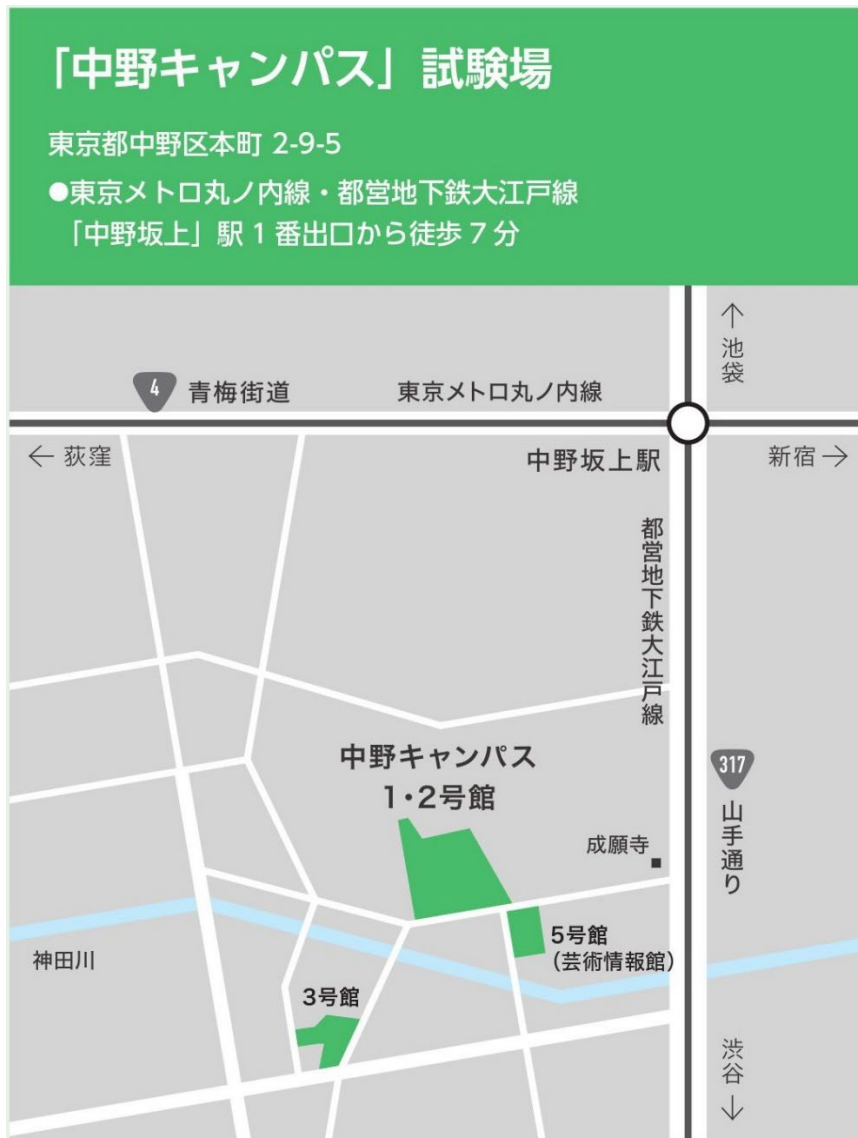 「中野キャンパス」試験場
東京都中野区本町 2-9-5
●東京メトロ丸ノ内線・都営地下鉄大江戸線
「中野坂上」駅 1 番出口から徒歩 7 分
↑
池袋
4 青梅街道
東京メトロ丸ノ内線
← 荻窪
中野坂上駅
新宿 →
都営地下鉄大江戸線
中野キャンパス
1・2号館
317
山手通り
成願寺
神田川
5号館
（芸術情報館）
3号館
渋谷
↓